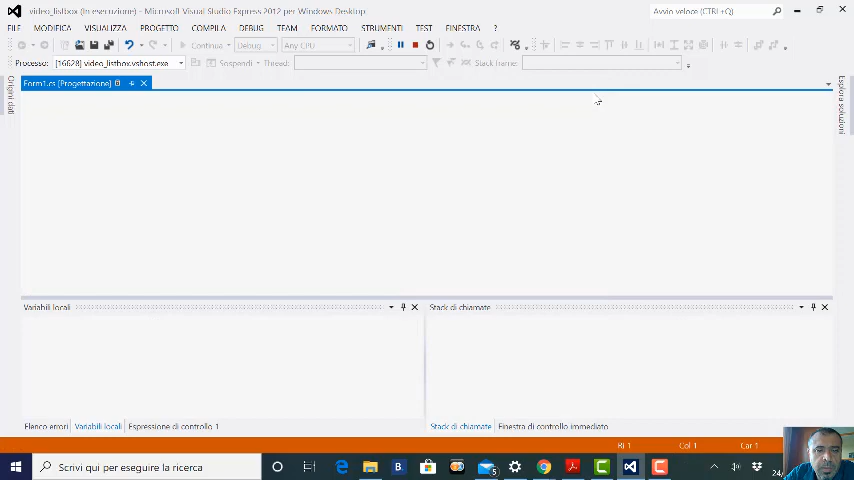 video_listbox (In esecuzione) - Microsoft Visual Studio Express 2012 per Windows Desktop
Avvio veloce (CTRL+Q)
FILE MODIFICA VISUALIZZA PROGETTO COMPILA DEBUG TEAM FORMATO STRUMENTI TEST FINESTRA ?
Continua Debug Any CPU
Processo: [16628] video_listbox.vshost.exe Sospendi Thread: Stack frame:
Form1.cs [Progettazione]
Origini dati
Esplora soluzioni
Variabili locali
Stack di chiamate
Elenco errori Variabili locali Espressione di controllo 1
Stack di chiamate Finestra di controllo immediato
Ri 1 Col 1 Car 1
Scrivi qui per eseguire la ricerca
B
5
24/